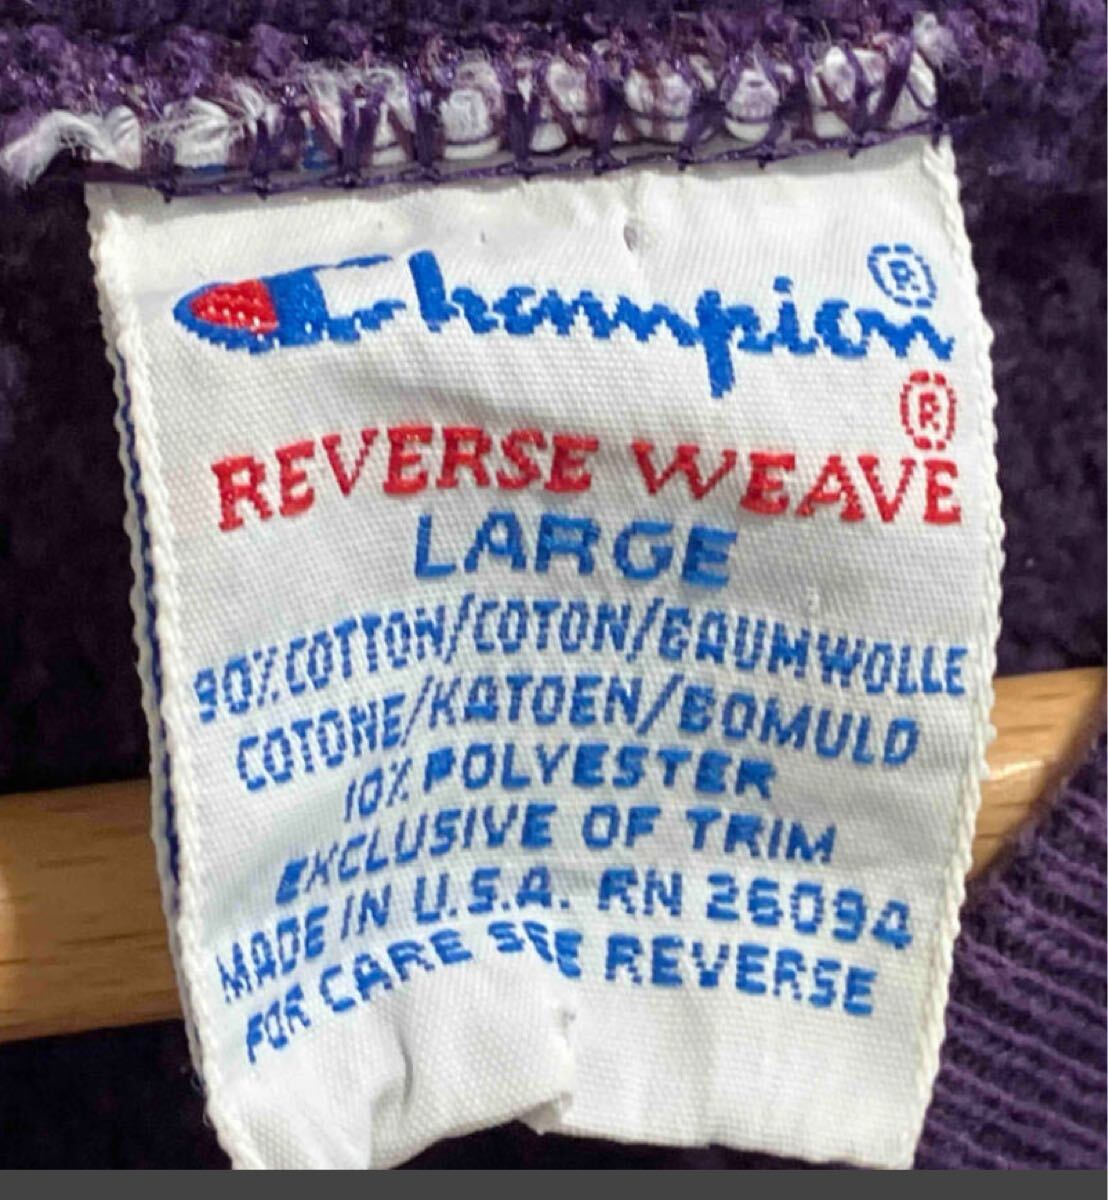 Champion®
REVERSE WEAVE®
LARGE
90% COTTON/COTON/BAUMWOLLE
COTONE/KATOEN/BOMULD
10% POLYESTER
EXCLUSIVE OF TRIM
MADE IN U.S.A. RN 26094
FOR CARE SEE REVERSE